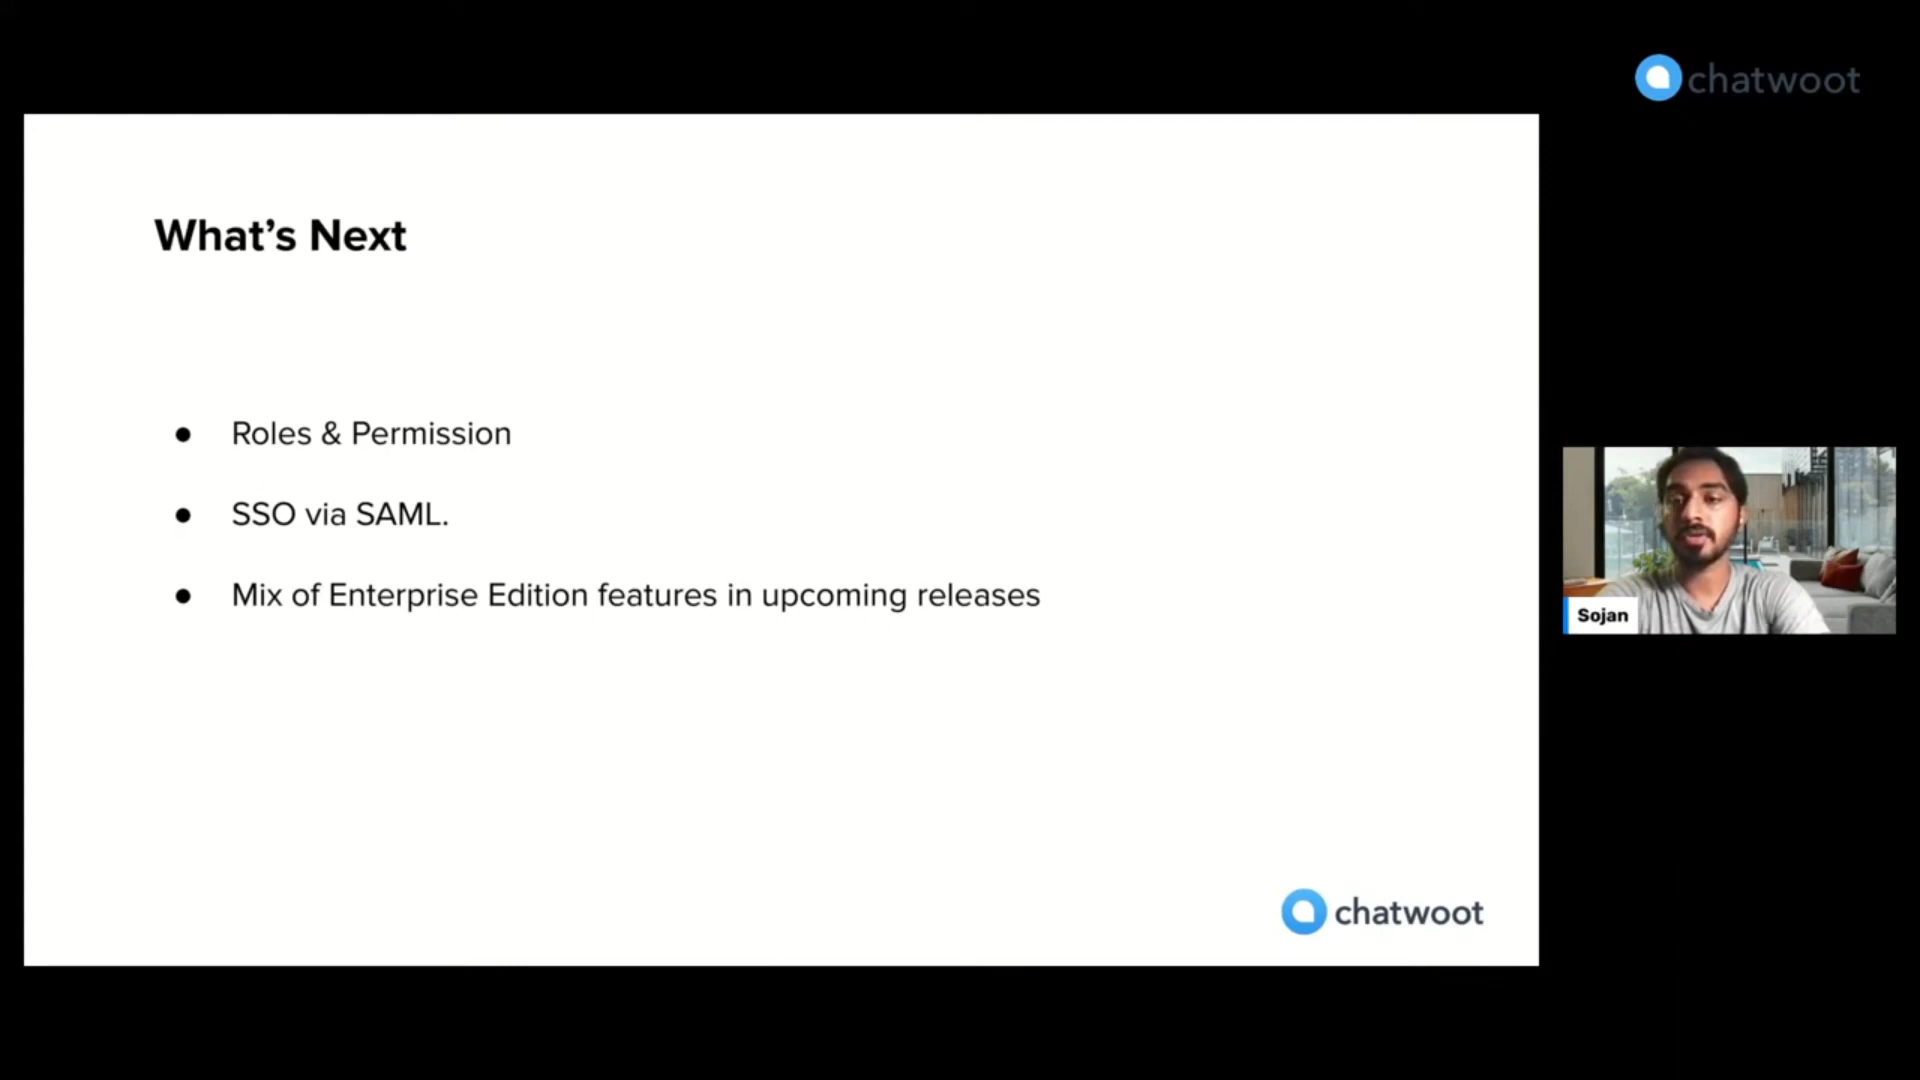 chatwoot
What’s Next
● Roles & Permission
● SSO via SAML.
● Mix of Enterprise Edition features in upcoming releases
Sojan
chatwoot